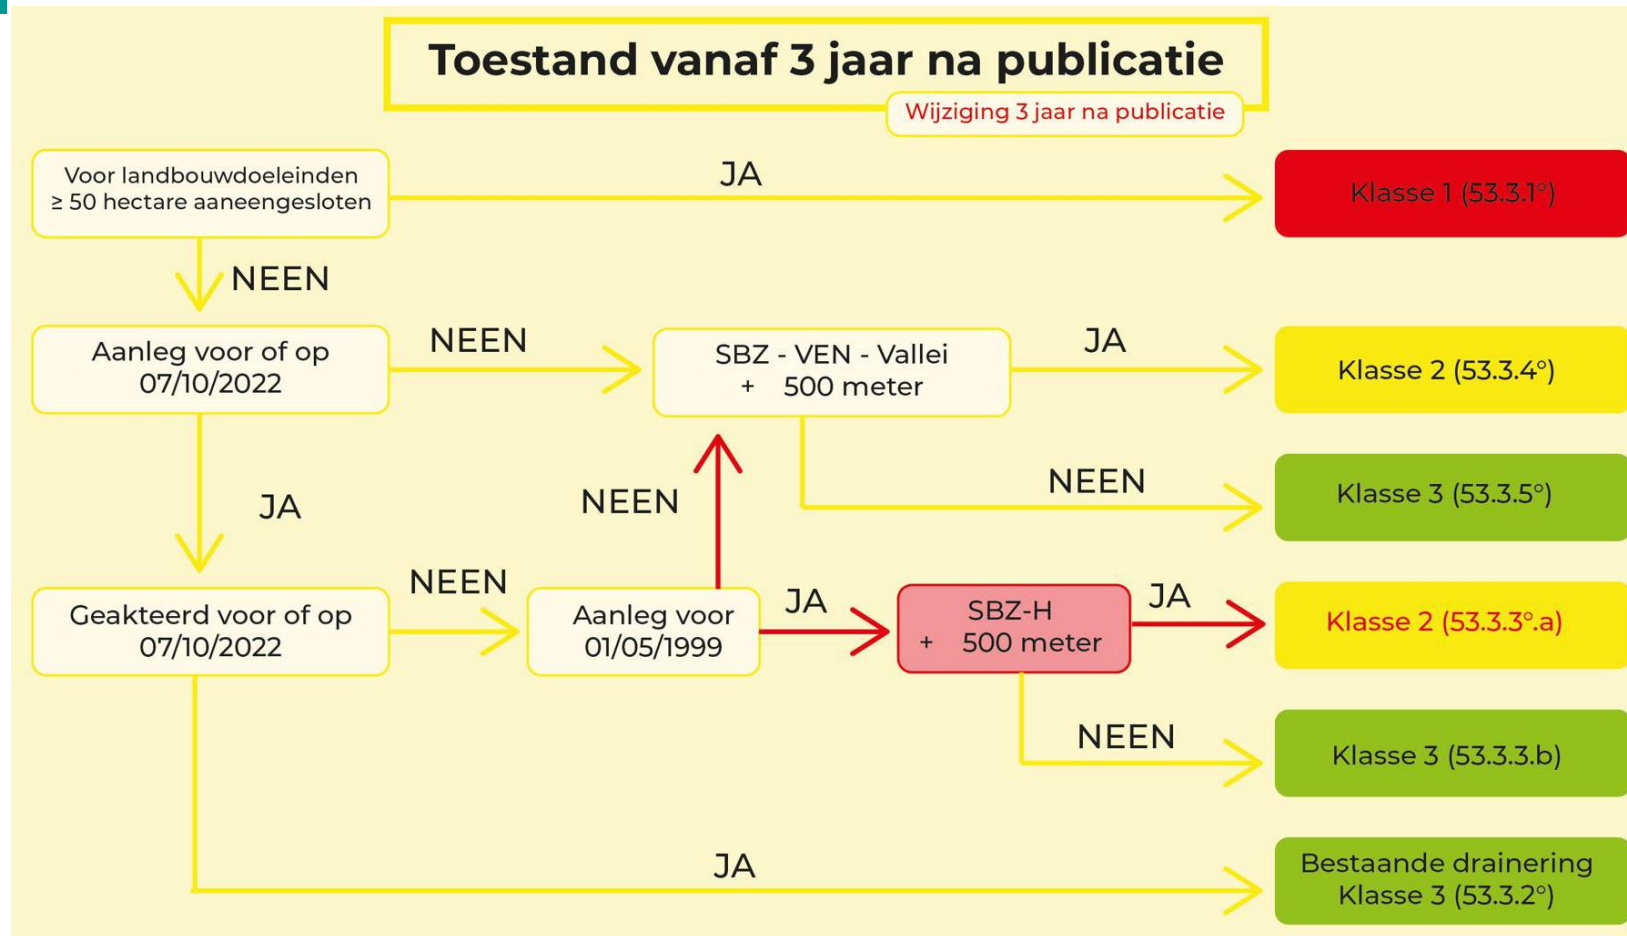 Toestand vanaf 3 jaar na publicatie
Wijziging 3 jaar na publicatie
Voor landbouwdoeleinden
≥ 50 hectare aaneengesloten
JA
Klasse 1 (53.3.1°)
NEEN
Aanleg voor of op
07/10/2022
NEEN
SBZ - VEN - Vallei
+ 500 meter
JA
Klasse 2 (53.3.4°)
JA
NEEN
NEEN
Klasse 3 (53.3.5°)
Geakteerd voor of op
07/10/2022
NEEN
Aanleg voor
01/05/1999
JA
SBZ-H
+ 500 meter
JA
Klasse 2 (53.3.3°.a)
NEEN
Klasse 3 (53.3.3.b)
JA
Bestaande drainering
Klasse 3 (53.3.2°)